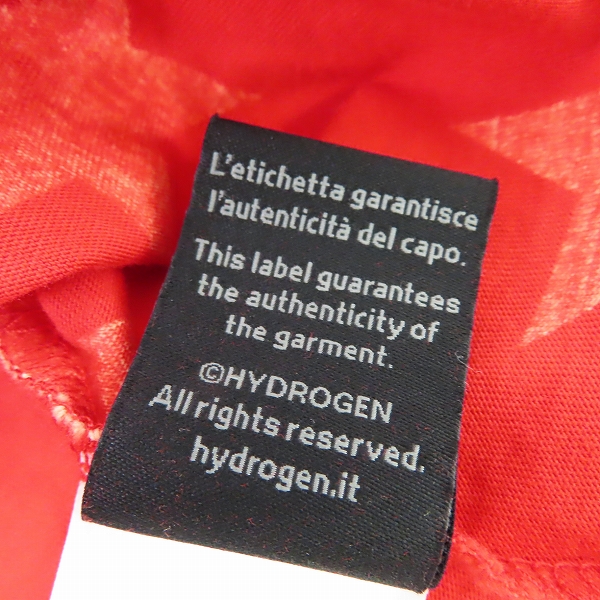 L'etichetta garantisce
l'autenticità del capo.
This label guarantees
the authenticity of
the garment.
©HYDROGEN
All rights reserved.
hydrogen.it